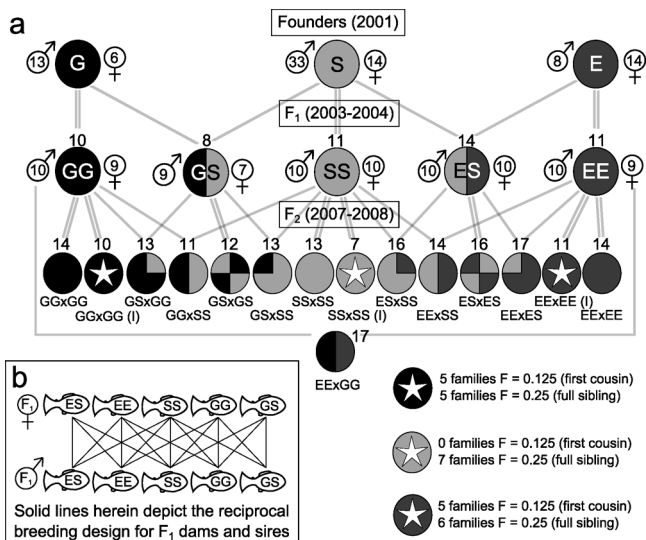 a
Founders (2001)
13 ♂ G 6 ♀
33 ♂ S 14 ♀
8 ♂ E 14 ♀
F₁ (2003-2004)
10 8 11 14 11
10 ♂ GG 9 ♀
9 ♂ GS 7 ♀
10 ♂ SS 10 ♀
10 ♂ ES 10 ♀
10 ♂ EE 9 ♀
F₂ (2007-2008)
14 10 13 11 12 13 13 7 16 14 16 17 11 14
GGxGG GSxGG GSxGS SSxSS ESxSS ESxES EExEE (I)
GGxGG (I) GGxSS GSxSS SSxSS (I) EExSS EExES EExEE
17
EExGG
b
F₁ ♀ ES EE SS GG GS
F₁ ♂ ES EE SS GG GS
Solid lines herein depict the reciprocal
breeding design for F₁ dams and sires
5 families F = 0.125 (first cousin)
5 families F = 0.25 (full sibling)
0 families F = 0.125 (first cousin)
7 families F = 0.25 (full sibling)
5 families F = 0.125 (first cousin)
6 families F = 0.25 (full sibling)